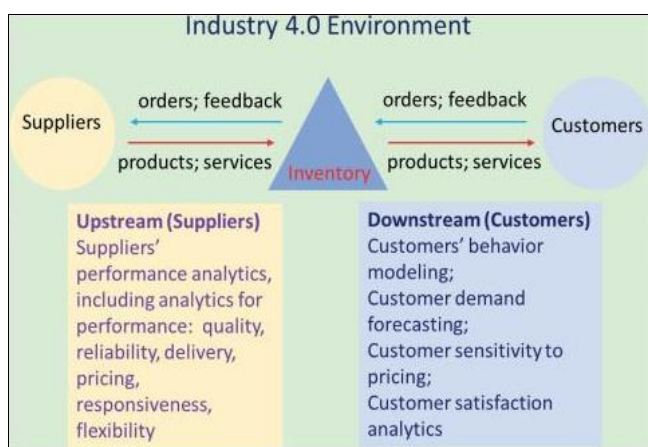 Industry 4.0 Environment
orders; feedback
orders; feedback
Suppliers
Customers
products; services
Inventory
products; services
Upstream (Suppliers)
Suppliers’
performance analytics,
including analytics for
performance: quality,
reliability, delivery,
pricing,
responsiveness,
flexibility
Downstream (Customers)
Customers’ behavior
modeling;
Customer demand
forecasting;
Customer sensitivity to
pricing;
Customer satisfaction
analytics